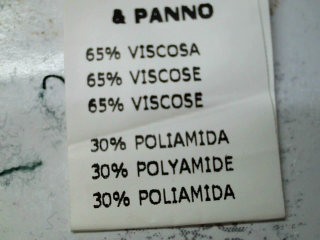 & PANNO
65% VISCOSA
65% VISCOSE
65% VISCOSE
30% POLIAMIDA
30% POLYAMIDE
30% POLIAMIDA